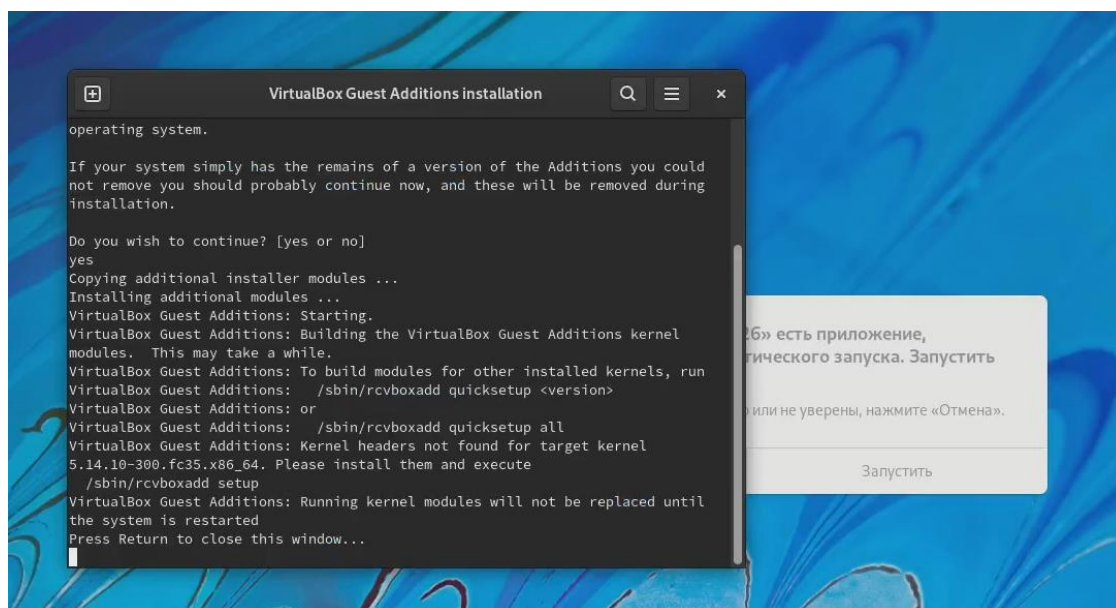 VirtualBox Guest Additions installation
operating system.
If your system simply has the remains of a version of the Additions you could
not remove you should probably continue now, and these will be removed during
installation.
Do you wish to continue? [yes or no]
yes
Copying additional installer modules ...
Installing additional modules ...
VirtualBox Guest Additions: Starting.
VirtualBox Guest Additions: Building the VirtualBox Guest Additions kernel
modules.  This may take a while.
VirtualBox Guest Additions: To build modules for other installed kernels, run
VirtualBox Guest Additions:   /sbin/rcvboxadd quicksetup <version>
VirtualBox Guest Additions: or
VirtualBox Guest Additions:   /sbin/rcvboxadd quicksetup all
VirtualBox Guest Additions: Kernel headers not found for target kernel
5.14.10-300.fc35.x86_64. Please install them and execute
  /sbin/rcvboxadd setup
VirtualBox Guest Additions: Running kernel modules will not be replaced until
the system is restarted
Press Return to close this window...
26» есть приложение,
тического запуска. Запустить
или не уверены, нажмите «Отмена».
Запустить